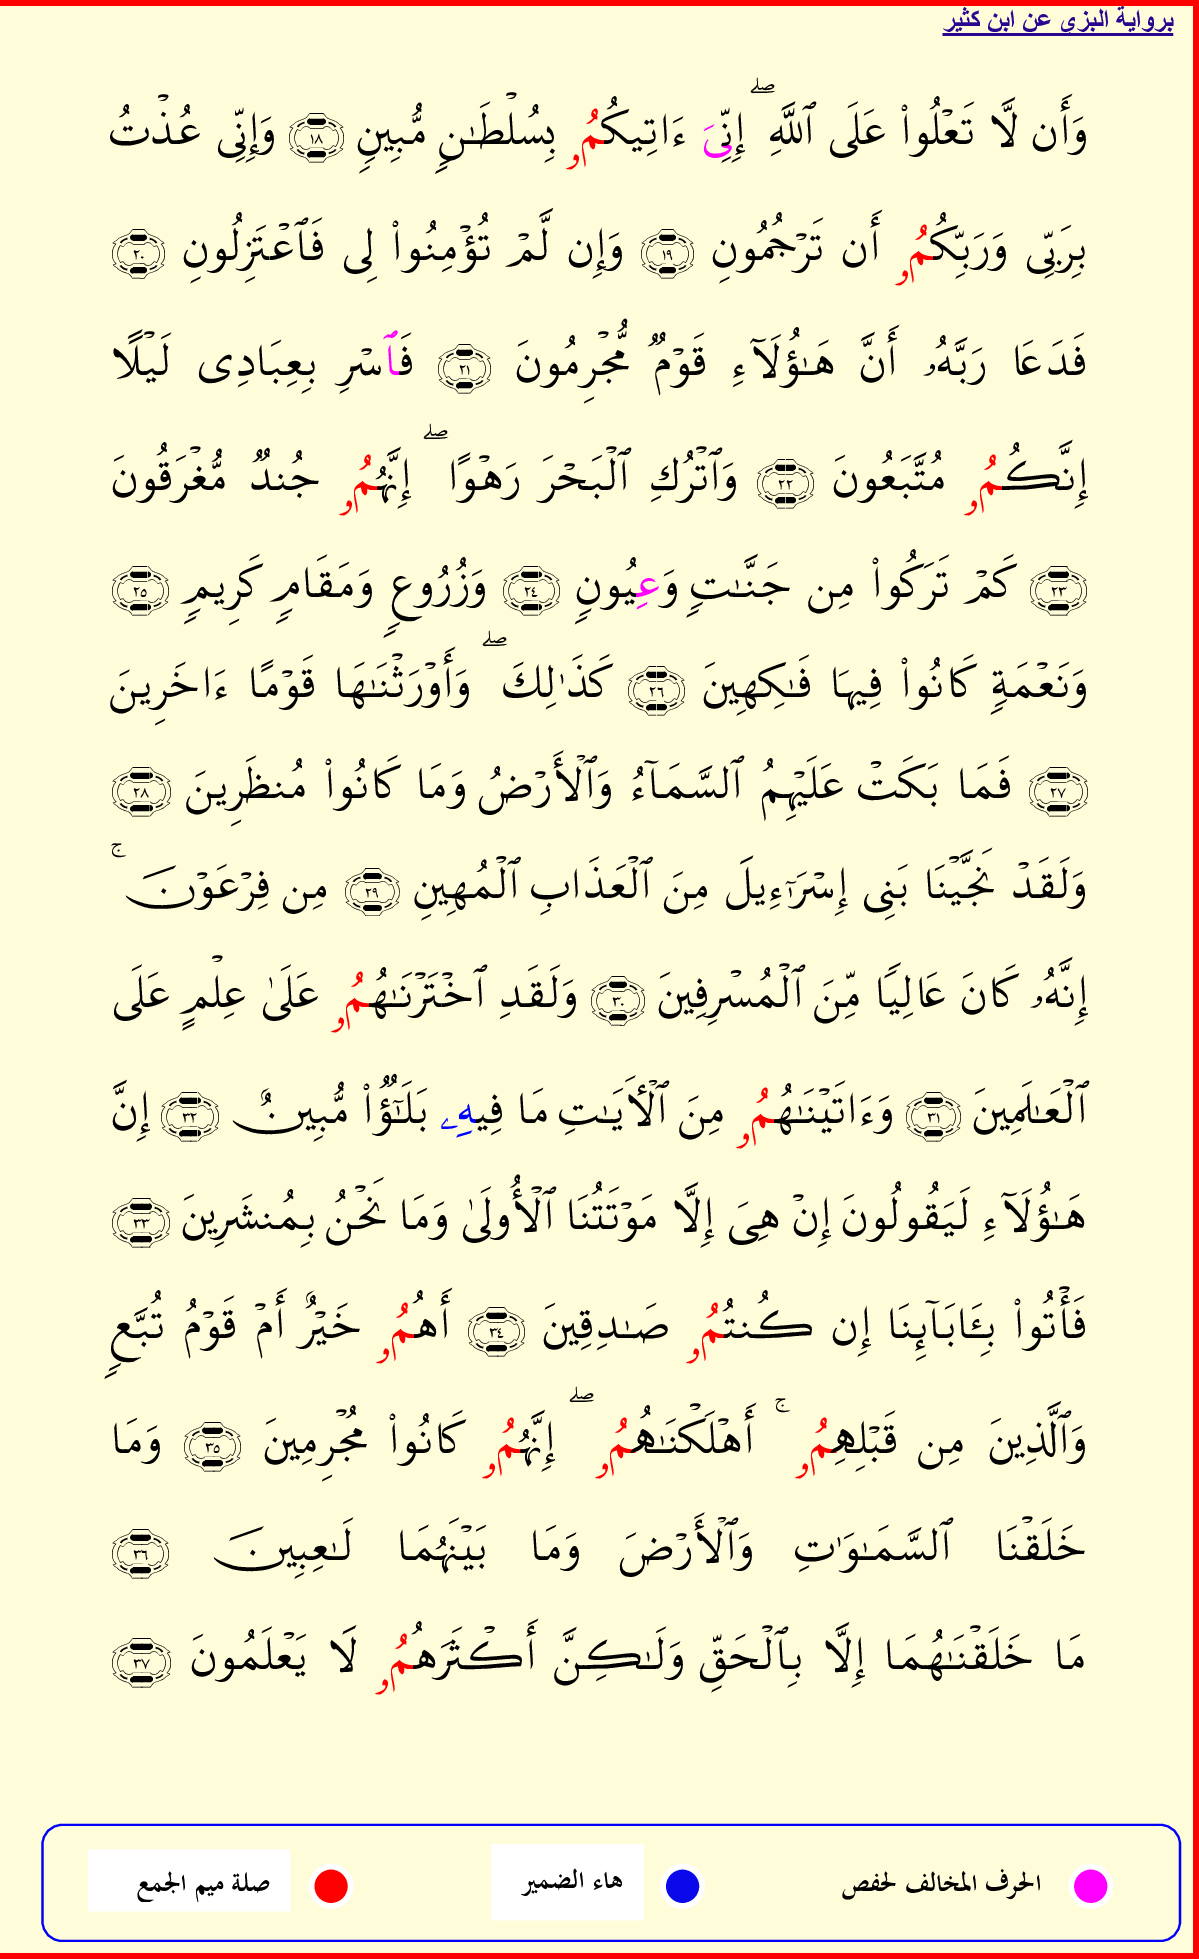 برواية البزي عن ابن كثير
وَأَن لَّا تَعْلُواْ عَلَى ٱللَّهِ ۖ إِنِّيَ ءَاتِيكُمُۥ بِسُلْطَٰنٍ مُّبِينٍ ١٨ وَإِنِّى عُذْتُ
بِرَبِّى وَرَبِّكُمُۥ أَن تَرْجُمُونِ ١٩ وَإِن لَّمْ تُؤْمِنُواْ لِى فَٱعْتَزِلُونِ ٢٠
فَدَعَا رَبَّهُۥ أَنَّ هَٰٓؤُلَآءِ قَوْمٌ مُّجْرِمُونَ ٢١ فَٱسْرِ بِعِبَادِى لَيْلًا
إِنَّكُمُۥ مُتَّبَعُونَ ٢٢ وَٱتْرُكِ ٱلْبَحْرَ رَهْوًا ۖ إِنَّهُمُۥ جُندٌ مُّغْرَقُونَ
٢٣ كَمْ تَرَكُواْ مِن جَنَّٰتٍ وَعِيُونٍ ٢٤ وَزُرُوعٍ وَمَقَامٍ كَرِيمٍ ٢٥
وَنَعْمَةٍ كَانُواْ فِيهَا فَٰكِهِينَ ٢٦ كَذَٰلِكَ ۖ وَأَوْرَثْنَٰهَا قَوْمًا ءَاخَرِينَ
٢٧ فَمَا بَكَتْ عَلَيْهِمُ ٱلسَّمَآءُ وَٱلْأَرْضُ وَمَا كَانُواْ مُنظَرِينَ ٢٨
وَلَقَدْ نَجَّيْنَا بَنِى إِسْرَٰٓءِيلَ مِنَ ٱلْعَذَابِ ٱلْمُهِينِ ٢٩ مِن فِرْعَوْنَ ۚ
إِنَّهُۥ كَانَ عَالِيًا مِّنَ ٱلْمُسْرِفِينَ ٣٠ وَلَقَدِ ٱخْتَرْنَٰهُمُۥ عَلَىٰ عِلْمٍ عَلَى
ٱلْعَٰلَمِينَ ٣١ وَءَاتَيْنَٰهُمُۥ مِنَ ٱلْأَيَٰتِ مَا فِيهِۦ بَلَٰٓؤٌاْ مُّبِينٌ ٣٢ إِنَّ
هَٰٓؤُلَآءِ لَيَقُولُونَ إِنْ هِىَ إِلَّا مَوْتَتُنَا ٱلْأُولَىٰ وَمَا نَحْنُ بِمُنشَرِينَ ٣٣
فَأْتُواْ بِـَٔابَآئِنَا إِن كُنتُمُۥ صَٰدِقِينَ ٣٤ أَهُمُۥ خَيْرٌ أَمْ قَوْمُ تُبَّعٍ
وَٱلَّذِينَ مِن قَبْلِهِمُۥ ۚ أَهْلَكْنَٰهُمُۥ ۖ إِنَّهُمُۥ كَانُواْ مُجْرِمِينَ ٣٥ وَمَا
خَلَقْنَا ٱلسَّمَٰوَٰتِ وَٱلْأَرْضَ وَمَا بَيْنَهُمَا لَٰعِبِينَ ٣٦
مَا خَلَقْنَٰهُمَا إِلَّا بِٱلْحَقِّ وَلَٰكِنَّ أَكْثَرَهُمُۥ لَا يَعْلَمُونَ ٣٧
الحرف المخالف لحفص هاء الضمير صلة ميم الجمع